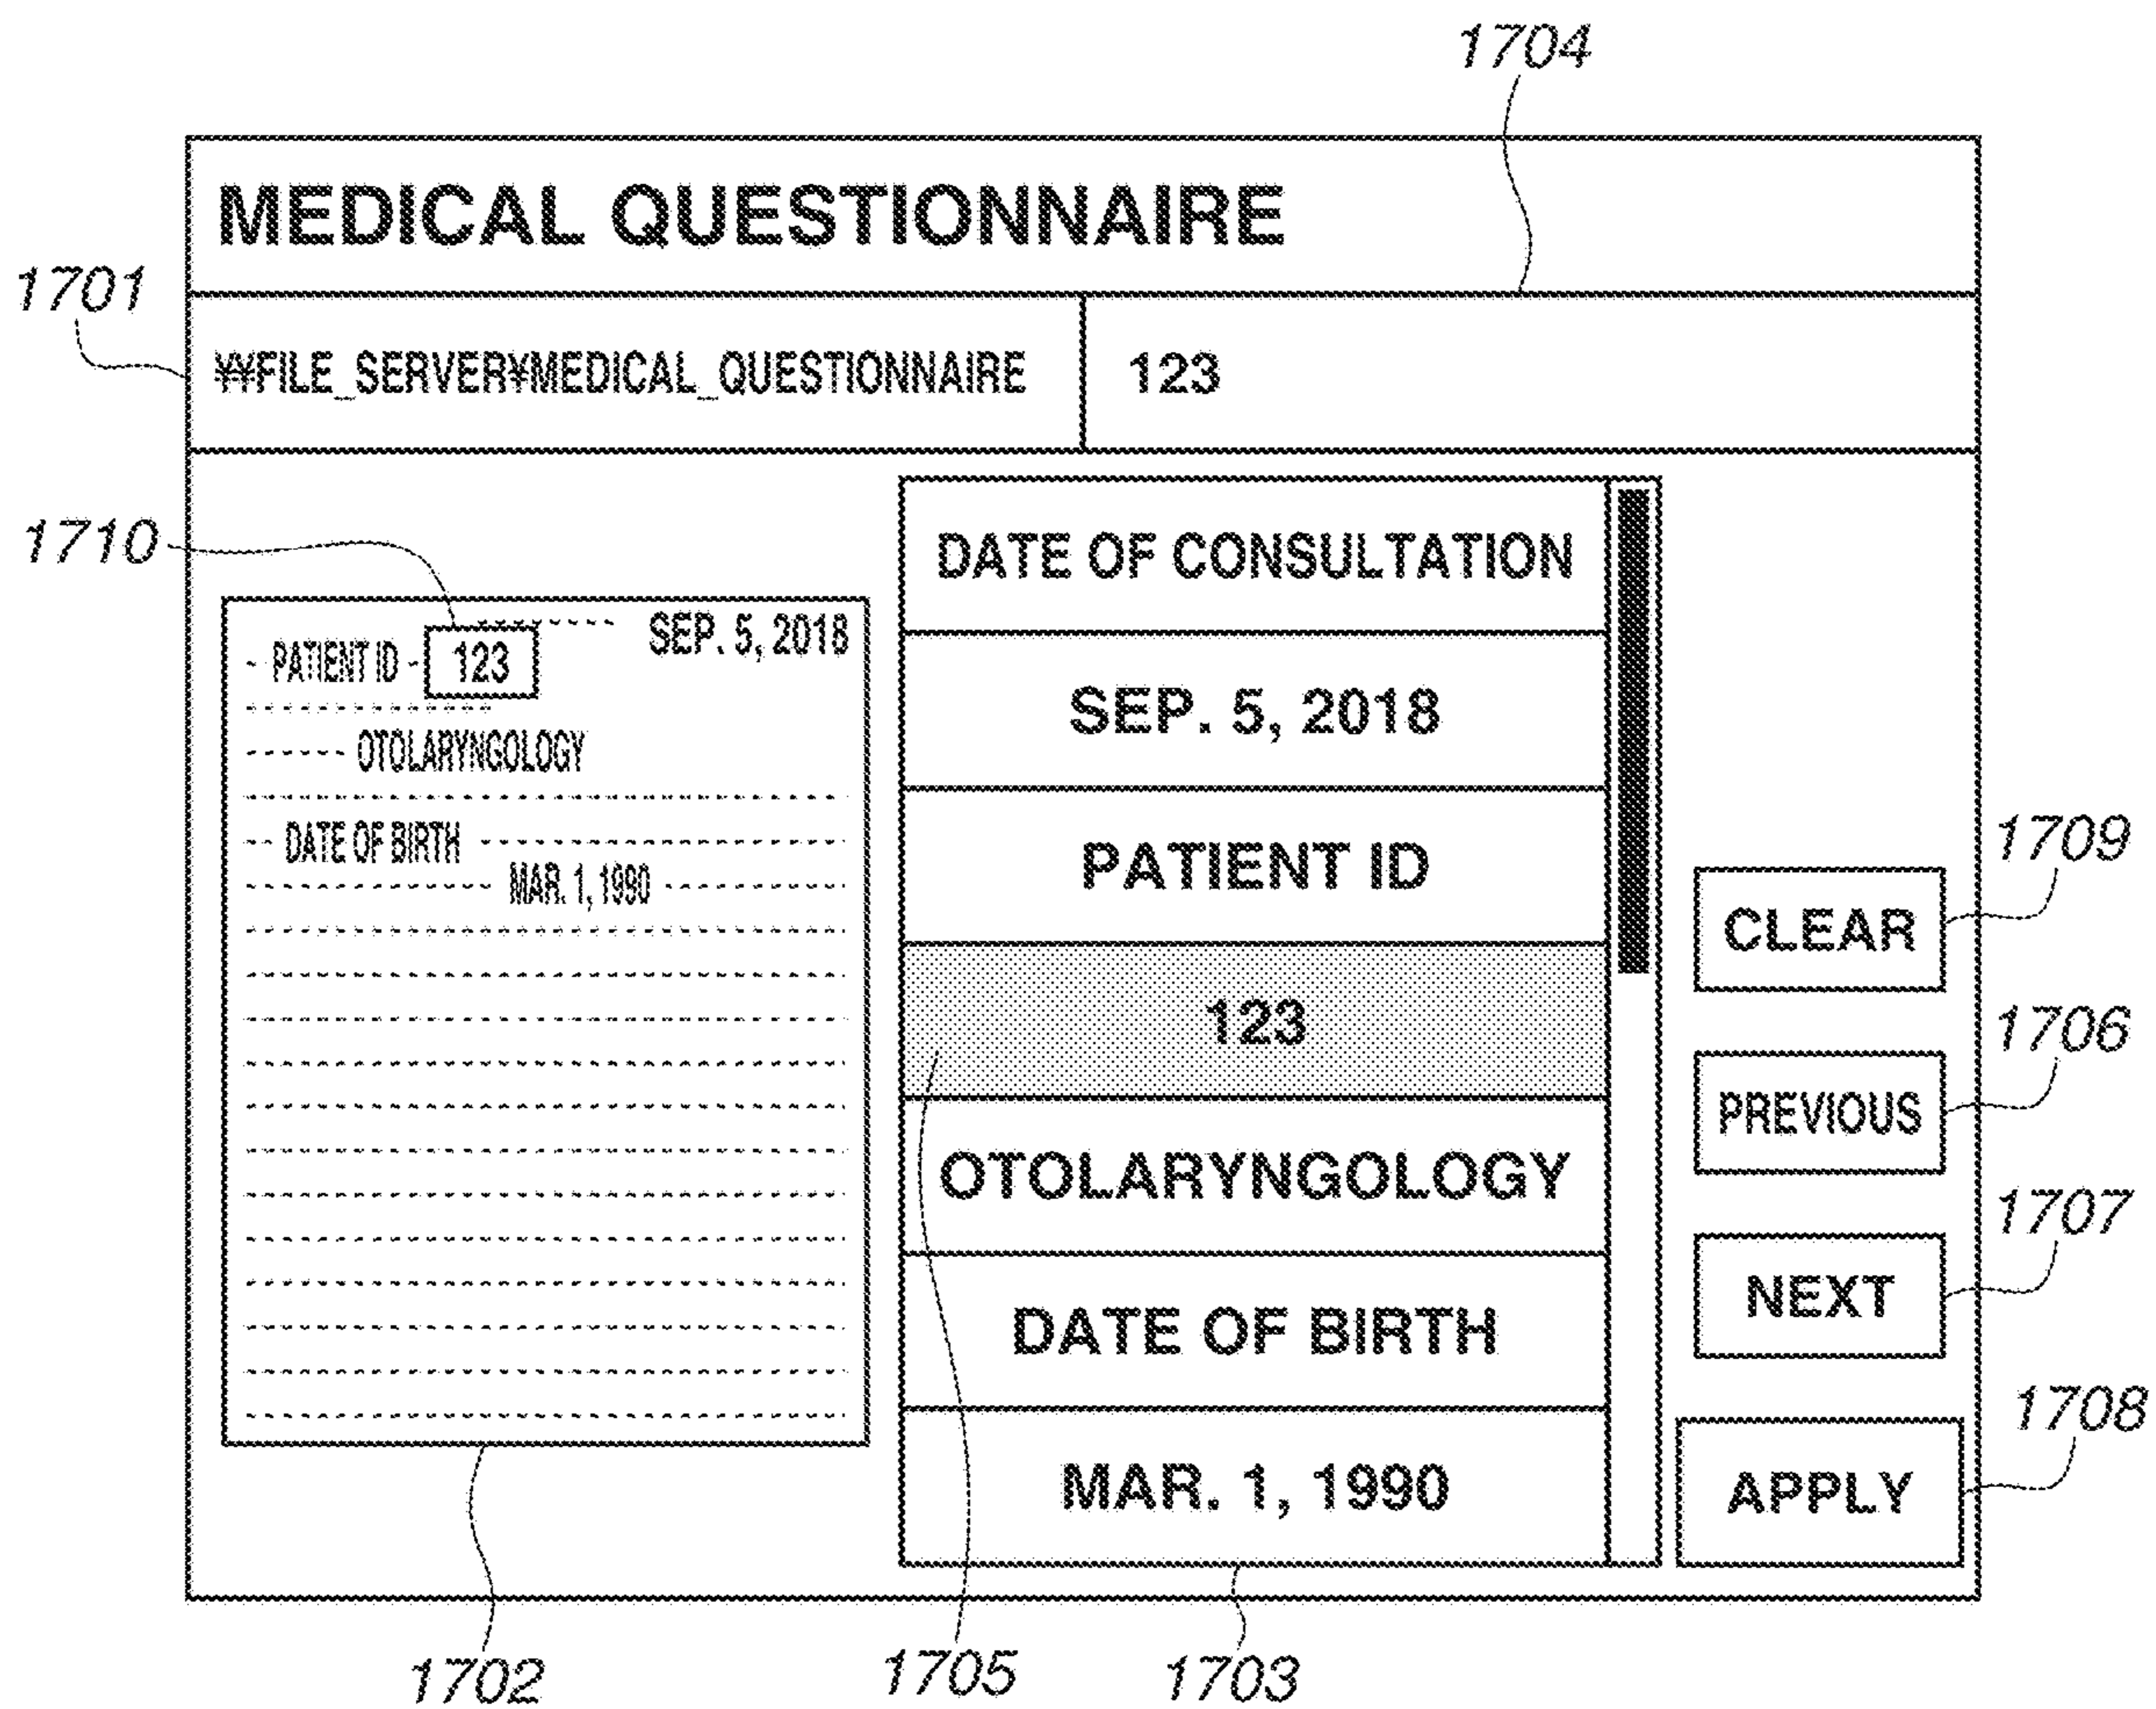 1704
MEDICAL QUESTIONNAIRE
1701
¥¥FILE_SERVER¥MEDICAL_QUESTIONNAIRE
123
1710
SEP. 5, 2018
PATIENT ID
123
OTOLARYNGOLOGY
DATE OF BIRTH
MAR. 1, 1990
DATE OF CONSULTATION
SEP. 5, 2018
PATIENT ID
123
OTOLARYNGOLOGY
DATE OF BIRTH
MAR. 1, 1990
1709
CLEAR
1706
PREVIOUS
1707
NEXT
1708
APPLY
1702
1705
1703